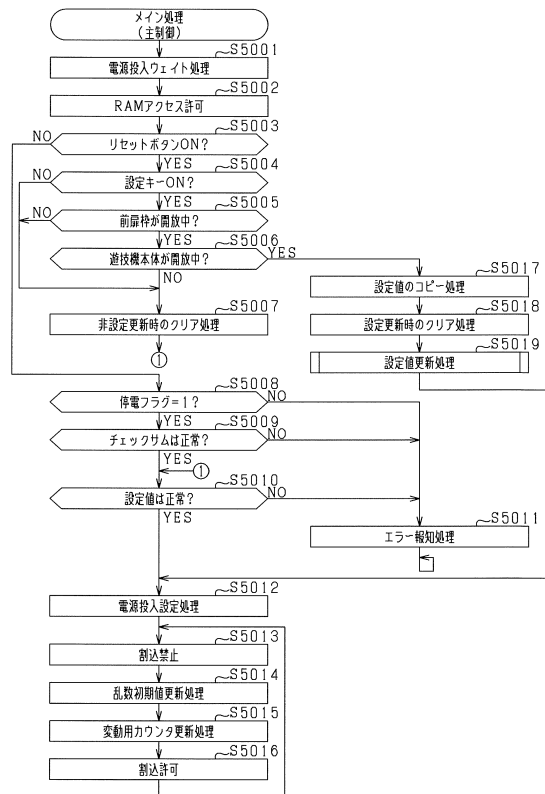 メイン処理
(主制御)
S5001
電源投入ウェイト処理
S5002
RAMアクセス許可
S5003
NO
リセットボタンON?
YES
S5004
NO
設定キーON?
YES
S5005
NO
前扉枠が開放中?
YES
S5006
遊技機本体が開放中?
YES
NO
S5017
設定値のコピー処理
S5007
S5018
非設定更新時のクリア処理
設定更新時のクリア処理
①
S5019
設定値更新処理
S5008
停電フラグ=1?
NO
YES
S5009
チェックサムは正常?
NO
YES
①
S5010
設定値は正常?
NO
YES
S5011
エラー報知処理
S5012
電源投入設定処理
S5013
割込禁止
S5014
乱数初期値更新処理
S5015
変動用カウンタ更新処理
S5016
割込許可